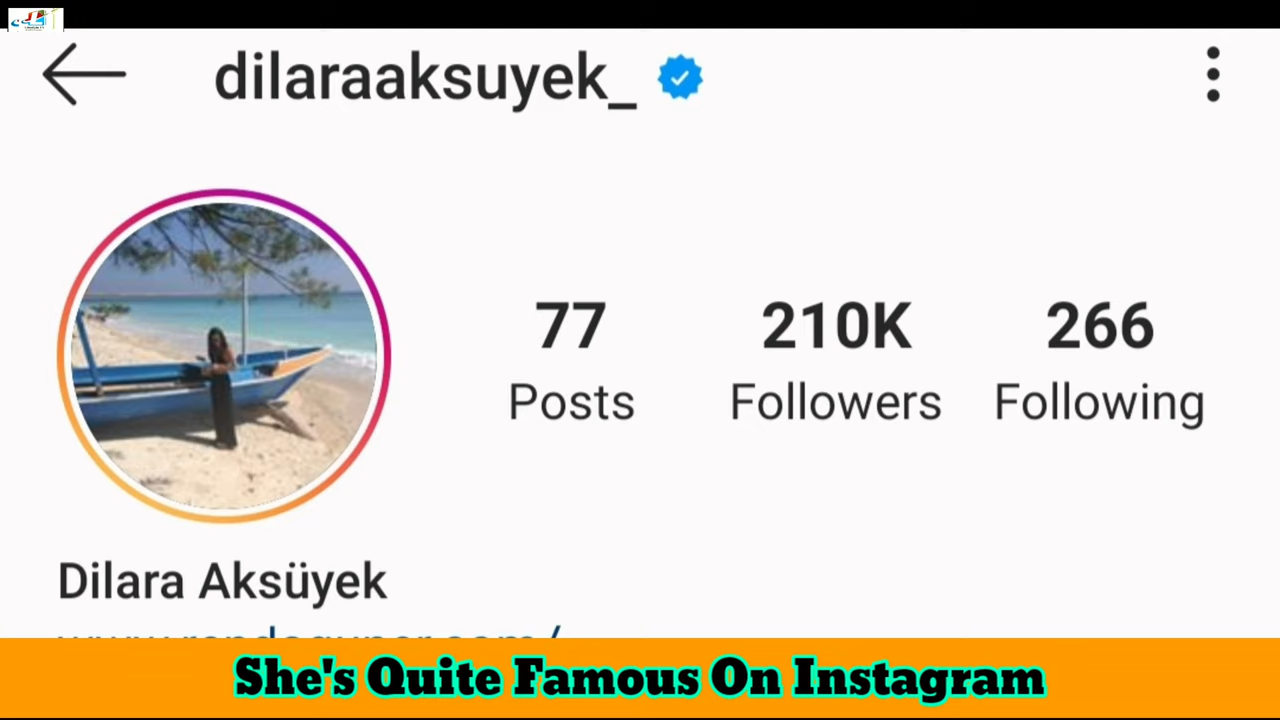 dilaraaksuyek_
77 210K 266
Posts Followers Following
Dilara Aksüyek
She's Quite Famous On Instagram